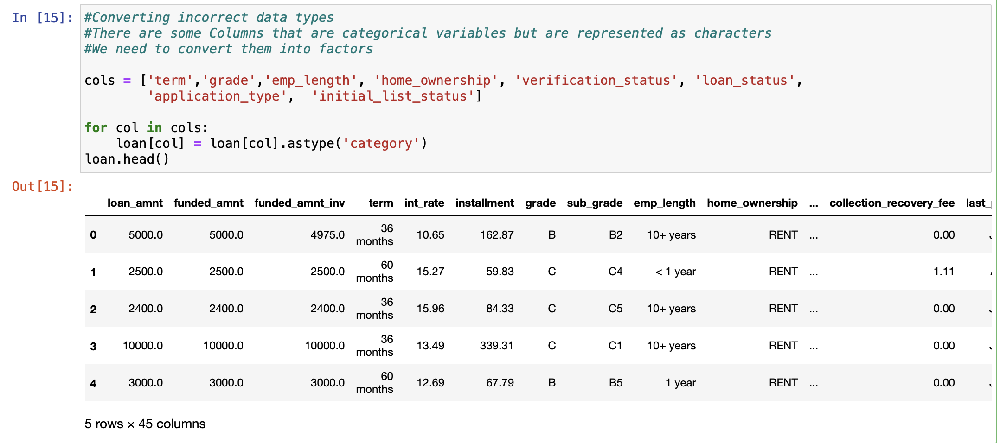 In [15]:
#Converting incorrect data types
#There are some Columns that are categorical variables but are represented as characters
#We need to convert them into factors
cols = ['term','grade','emp_length', 'home_ownership', 'verification_status', 'loan_status',
'application_type',  'initial_list_status']
for col in cols:
    loan[col] = loan[col].astype('category')
loan.head()
Out[15]:
loan_amnt funded_amnt funded_amnt_inv term int_rate installment grade sub_grade emp_length home_ownership ... collection_recovery_fee last_
0 5000.0 5000.0 4975.0 36 months 10.65 162.87 B B2 10+ years RENT ... 0.00
1 2500.0 2500.0 2500.0 60 months 15.27 59.83 C C4 < 1 year RENT ... 1.11
2 2400.0 2400.0 2400.0 36 months 15.96 84.33 C C5 10+ years RENT ... 0.00
3 10000.0 10000.0 10000.0 36 months 13.49 339.31 C C1 10+ years RENT ... 0.00
4 3000.0 3000.0 3000.0 60 months 12.69 67.79 B B5 1 year RENT ... 0.00
5 rows × 45 columns